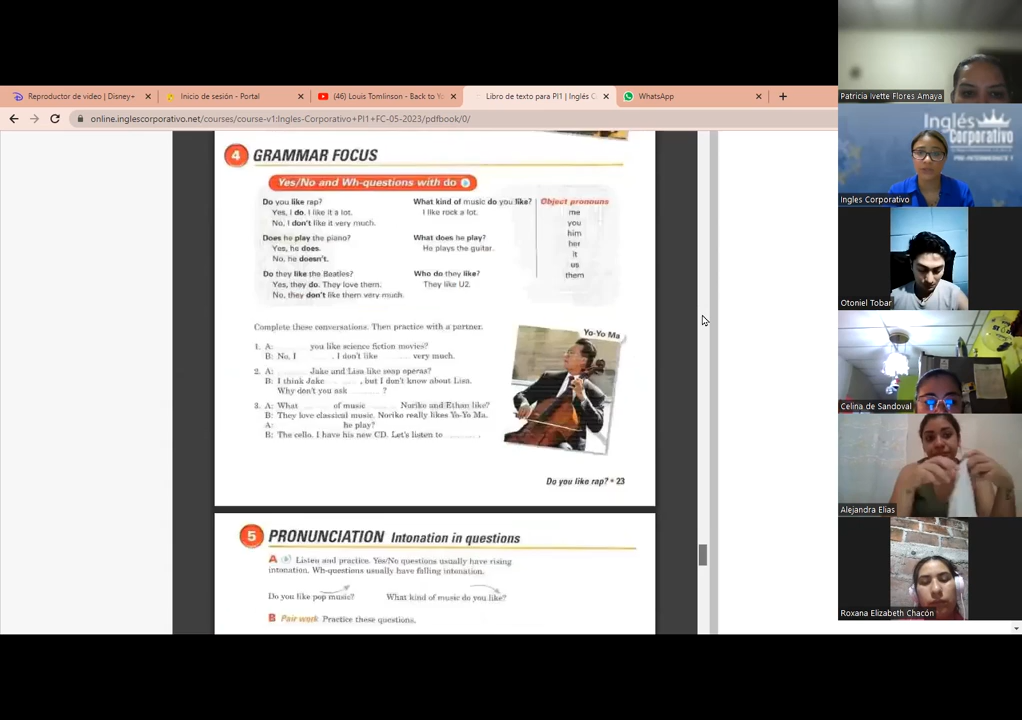 Reproductor de video | Disney+
Inicio de sesión - Portal
(46) Louis Tomlinson - Back to Y
Libro de texto para PI1 | Inglés C
WhatsApp
online.inglescorporativo.net/courses/course-v1:Ingles-Corporativo+PI1+FC-05-2023/pdfbook/0/
4 GRAMMAR FOCUS
Yes/No and Wh-questions with do
Do you like rap?
Yes, I do. I like it a lot.
No, I don't like it very much.
Does he play the piano?
Yes, he does.
No, he doesn't.
Do they like the Beatles?
Yes, they do. They love them.
No, they don't like them very much.
What kind of music do you like?
I like rock a lot.
What does he play?
He plays the guitar.
Who do they like?
They like U2.
Object pronouns
me
you
him
her
it
us
them
Complete these conversations. Then practice with a partner.
1. A: you like science fiction movies?
B: No, I . I don't like very much.
2. A: Jake and Lisa like soap operas?
B: I think Jake , but I don't know about Lisa.
Why don't you ask ?
3. A: What of music Noriko and Ethan like?
B: They love classical music. Noriko really likes Yo-Yo Ma.
A: he play?
B: The cello. I have his new CD. Let's listen to .
Yo-Yo Ma
Do you like rap? • 23
5 PRONUNCIATION Intonation in questions
A Listen and practice. Yes/No questions usually have rising
intonation. Wh-questions usually have falling intonation.
Do you like pop music? What kind of music do you like?
B Pair work Practice these questions.
Patricia Ivette Flores Amaya
Inglés
Corporativo
PRE-INTERMEDIATE 1
Ingles Corporativo
Otoniel Tobar
Celina de Sandoval
Alejandra Elias
Roxana Elizabeth Chacón